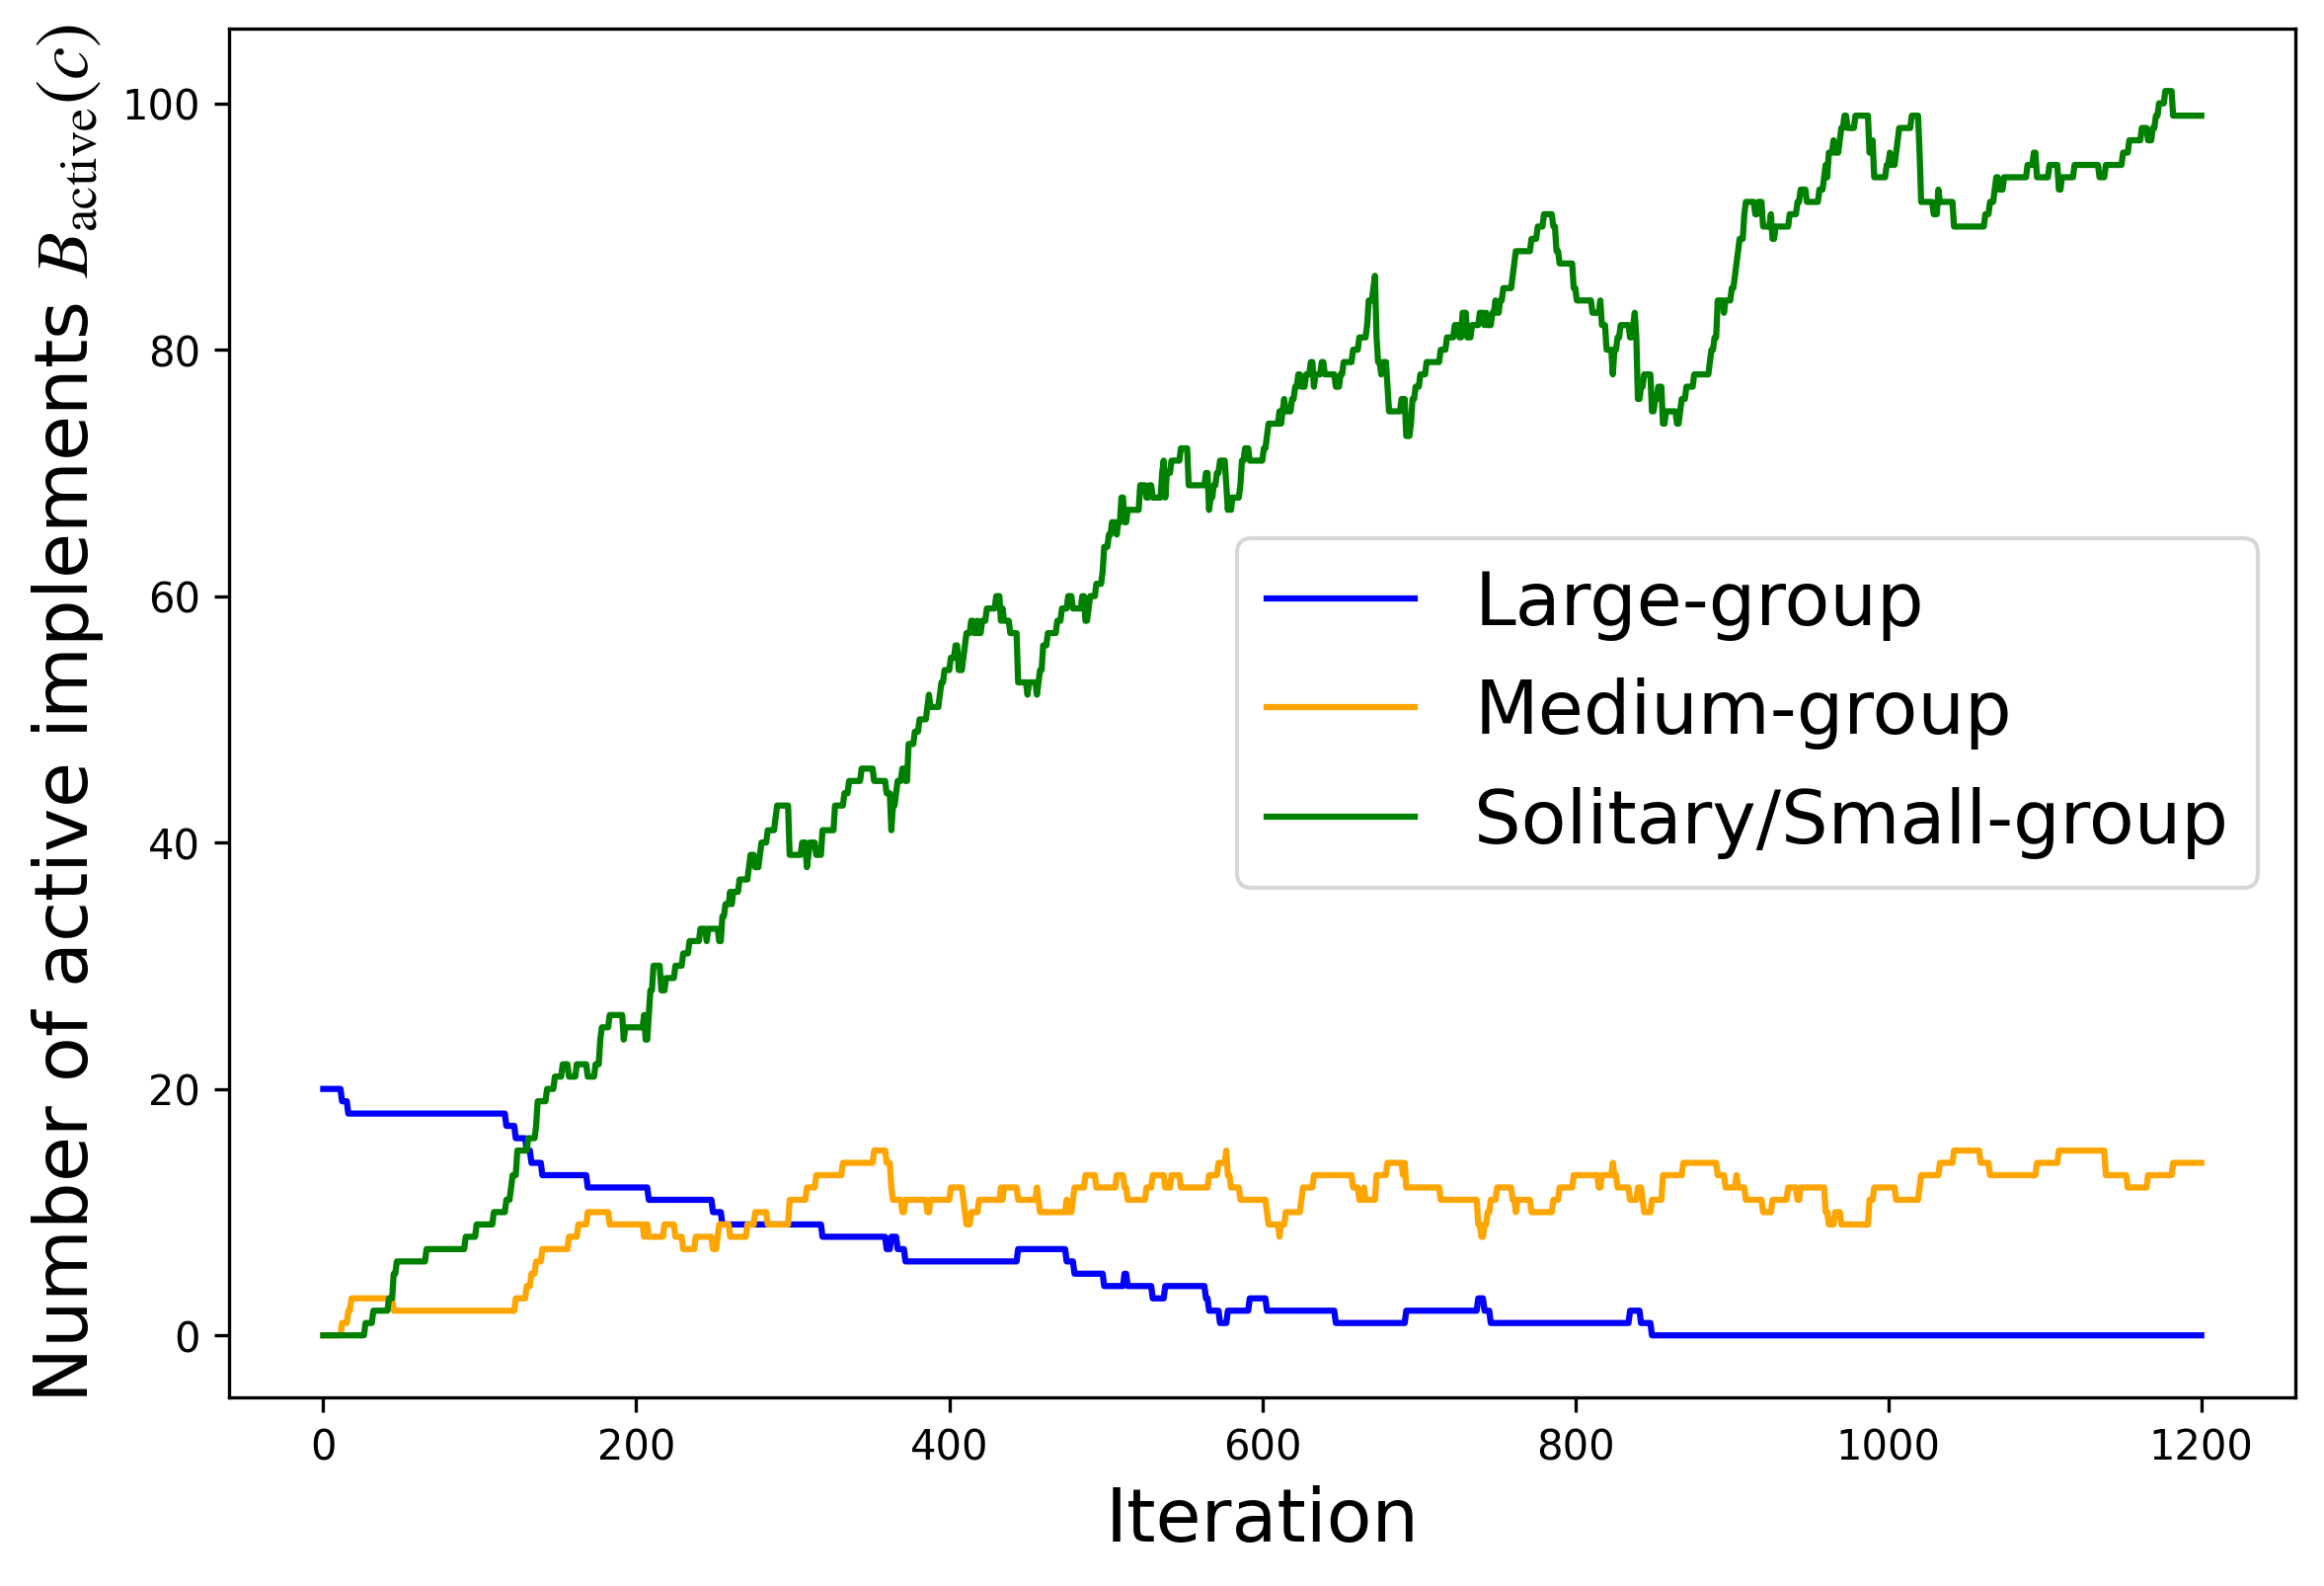 Number of active implements B_active(c)
100
80
60
40
20
0
Large-group
Medium-group
Solitary/Small-group
0 200 400 600 800 1000 1200
Iteration